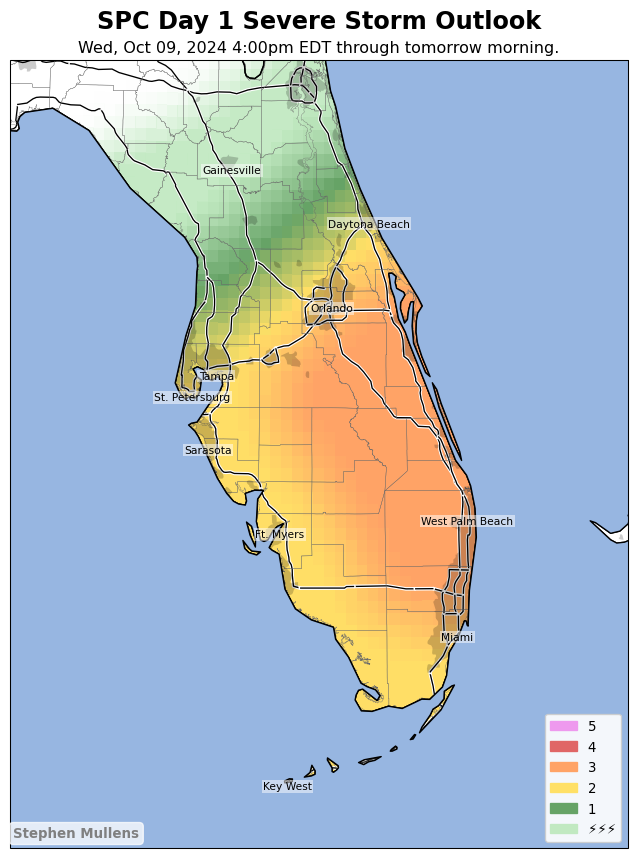 SPC Day 1 Severe Storm Outlook
Wed, Oct 09, 2024 4:00pm EDT through tomorrow morning.
Gainesville
Daytona Beach
Orlando
Tampa
St. Petersburg
Sarasota
West Palm Beach
Ft. Myers
Miami
Key West
5
4
3
2
1
⚡⚡⚡
Stephen Mullens